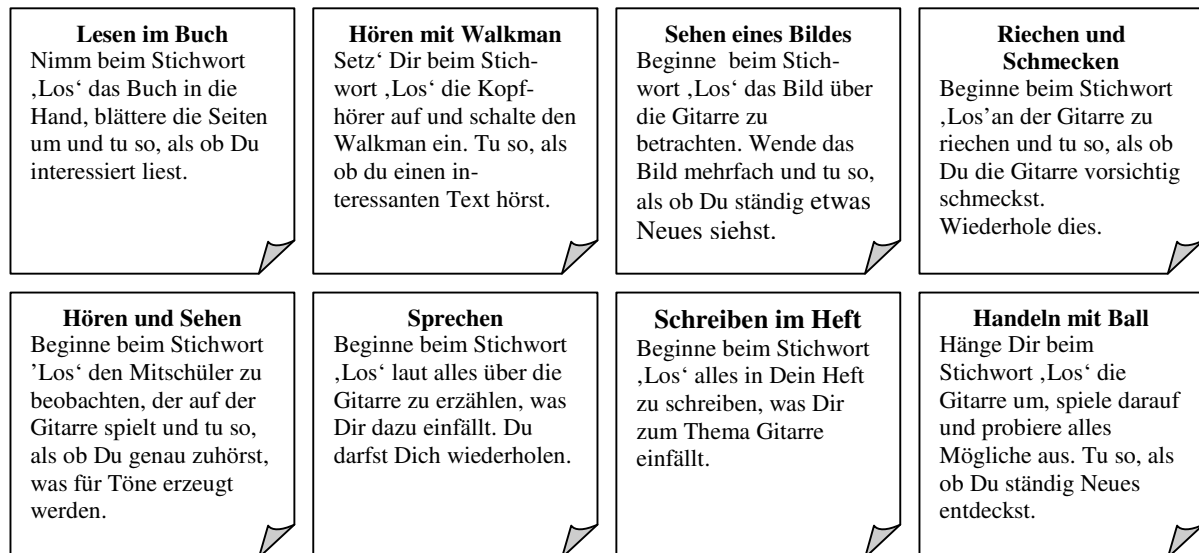 Lesen im Buch
Nimm beim Stichwort
‚Los‘ das Buch in die
Hand, blättere die Seiten
um und tu so, als ob Du
interessiert liest.
Hören mit Walkman
Setz‘ Dir beim Stich-
wort ‚Los‘ die Kopf-
hörer auf und schalte den
Walkman ein. Tu so, als
ob du einen in-
teressanten Text hörst.
Sehen eines Bildes
Beginne beim Stich-
wort ‚Los‘ das Bild über
die Gitarre zu
betrachten. Wende das
Bild mehrfach und tu so,
als ob Du ständig etwas
Neues siehst.
Riechen und
Schmecken
Beginne beim Stichwort
‚Los’an der Gitarre zu
riechen und tu so, als ob
Du die Gitarre vorsichtig
schmeckst.
Wiederhole dies.
Hören und Sehen
Beginne beim Stichwort
’Los‘ den Mitschüler zu
beobachten, der auf der
Gitarre spielt und tu so,
als ob Du genau zuhörst,
was für Töne erzeugt
werden.
Sprechen
Beginne beim Stichwort
‚Los‘ laut alles über die
Gitarre zu erzählen, was
Dir dazu einfällt. Du
darfst Dich wiederholen.
Schreiben im Heft
Beginne beim Stichwort
‚Los‘ alles in Dein Heft
zu schreiben, was Dir
zum Thema Gitarre
einfällt.
Handeln mit Ball
Hänge Dir beim
Stichwort ‚Los‘ die
Gitarre um, spiele darauf
und probiere alles
Mögliche aus. Tu so, als
ob Du ständig Neues
entdeckst.